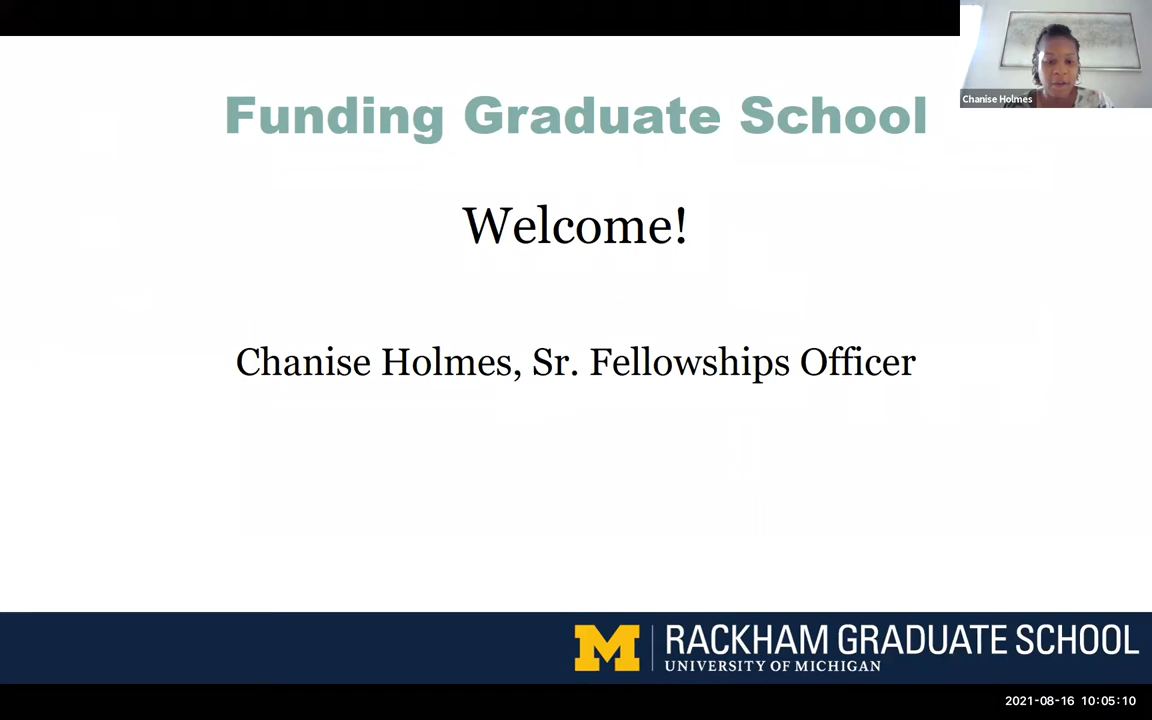 Funding Graduate School
Chanise Holmes
Welcome!
Chanise Holmes, Sr. Fellowships Officer
M RACKHAM GRADUATE SCHOOL
UNIVERSITY OF MICHIGAN
2021-08-16 10:05:10